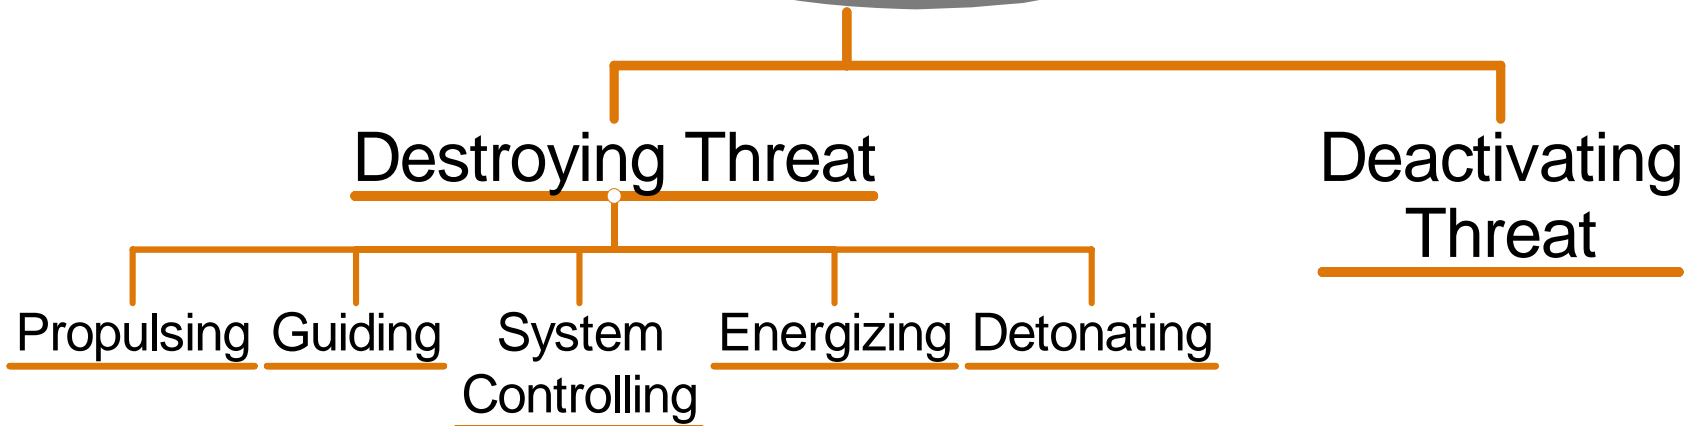 Destroying Threat
Deactivating
Threat
Propulsing
Guiding
System
Controlling
Energizing
Detonating